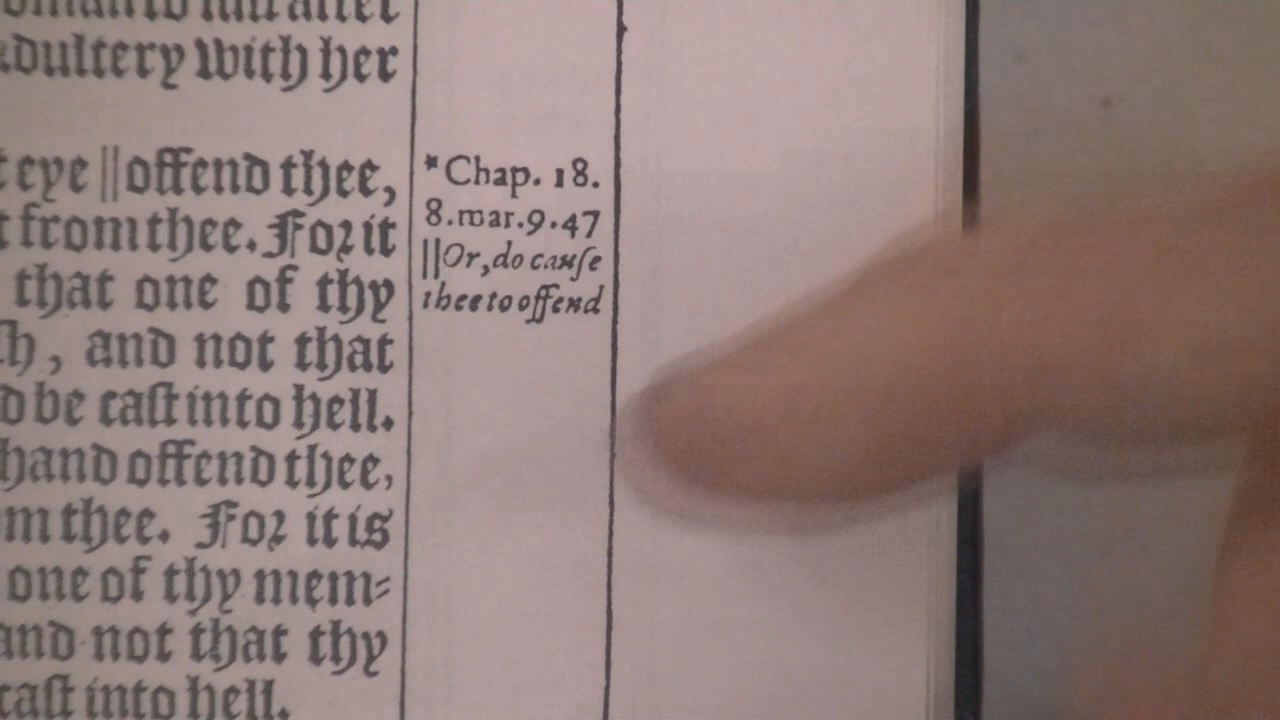 adultery with her
eye || offend thee,
from thee. For it
that one of thy
, and not that
be caſt into hell.
hand offend thee,
thee. For it is
one of thy mem⸗
and not that thy
caſt into hell.
*Chap. 18.
8.mar.9.47
||Or, do cauſe
thee to offend